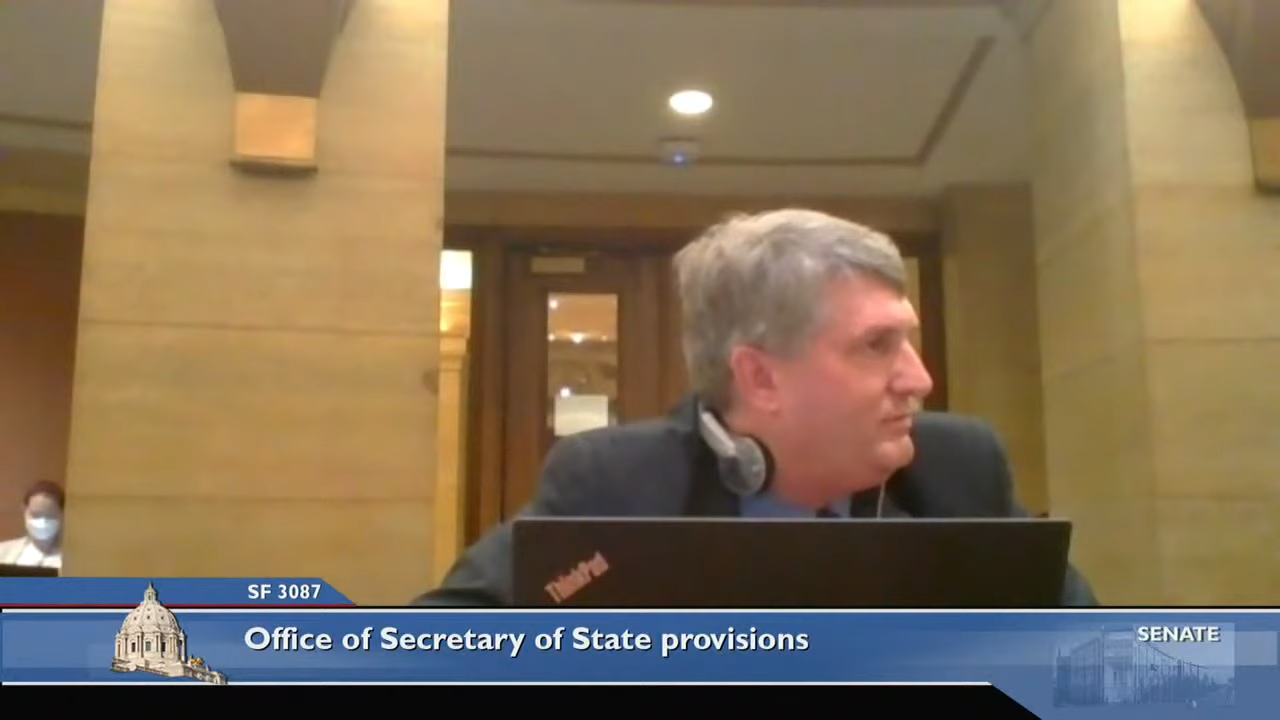 ThinkPad
SF 3087
Office of Secretary of State provisions
SENATE